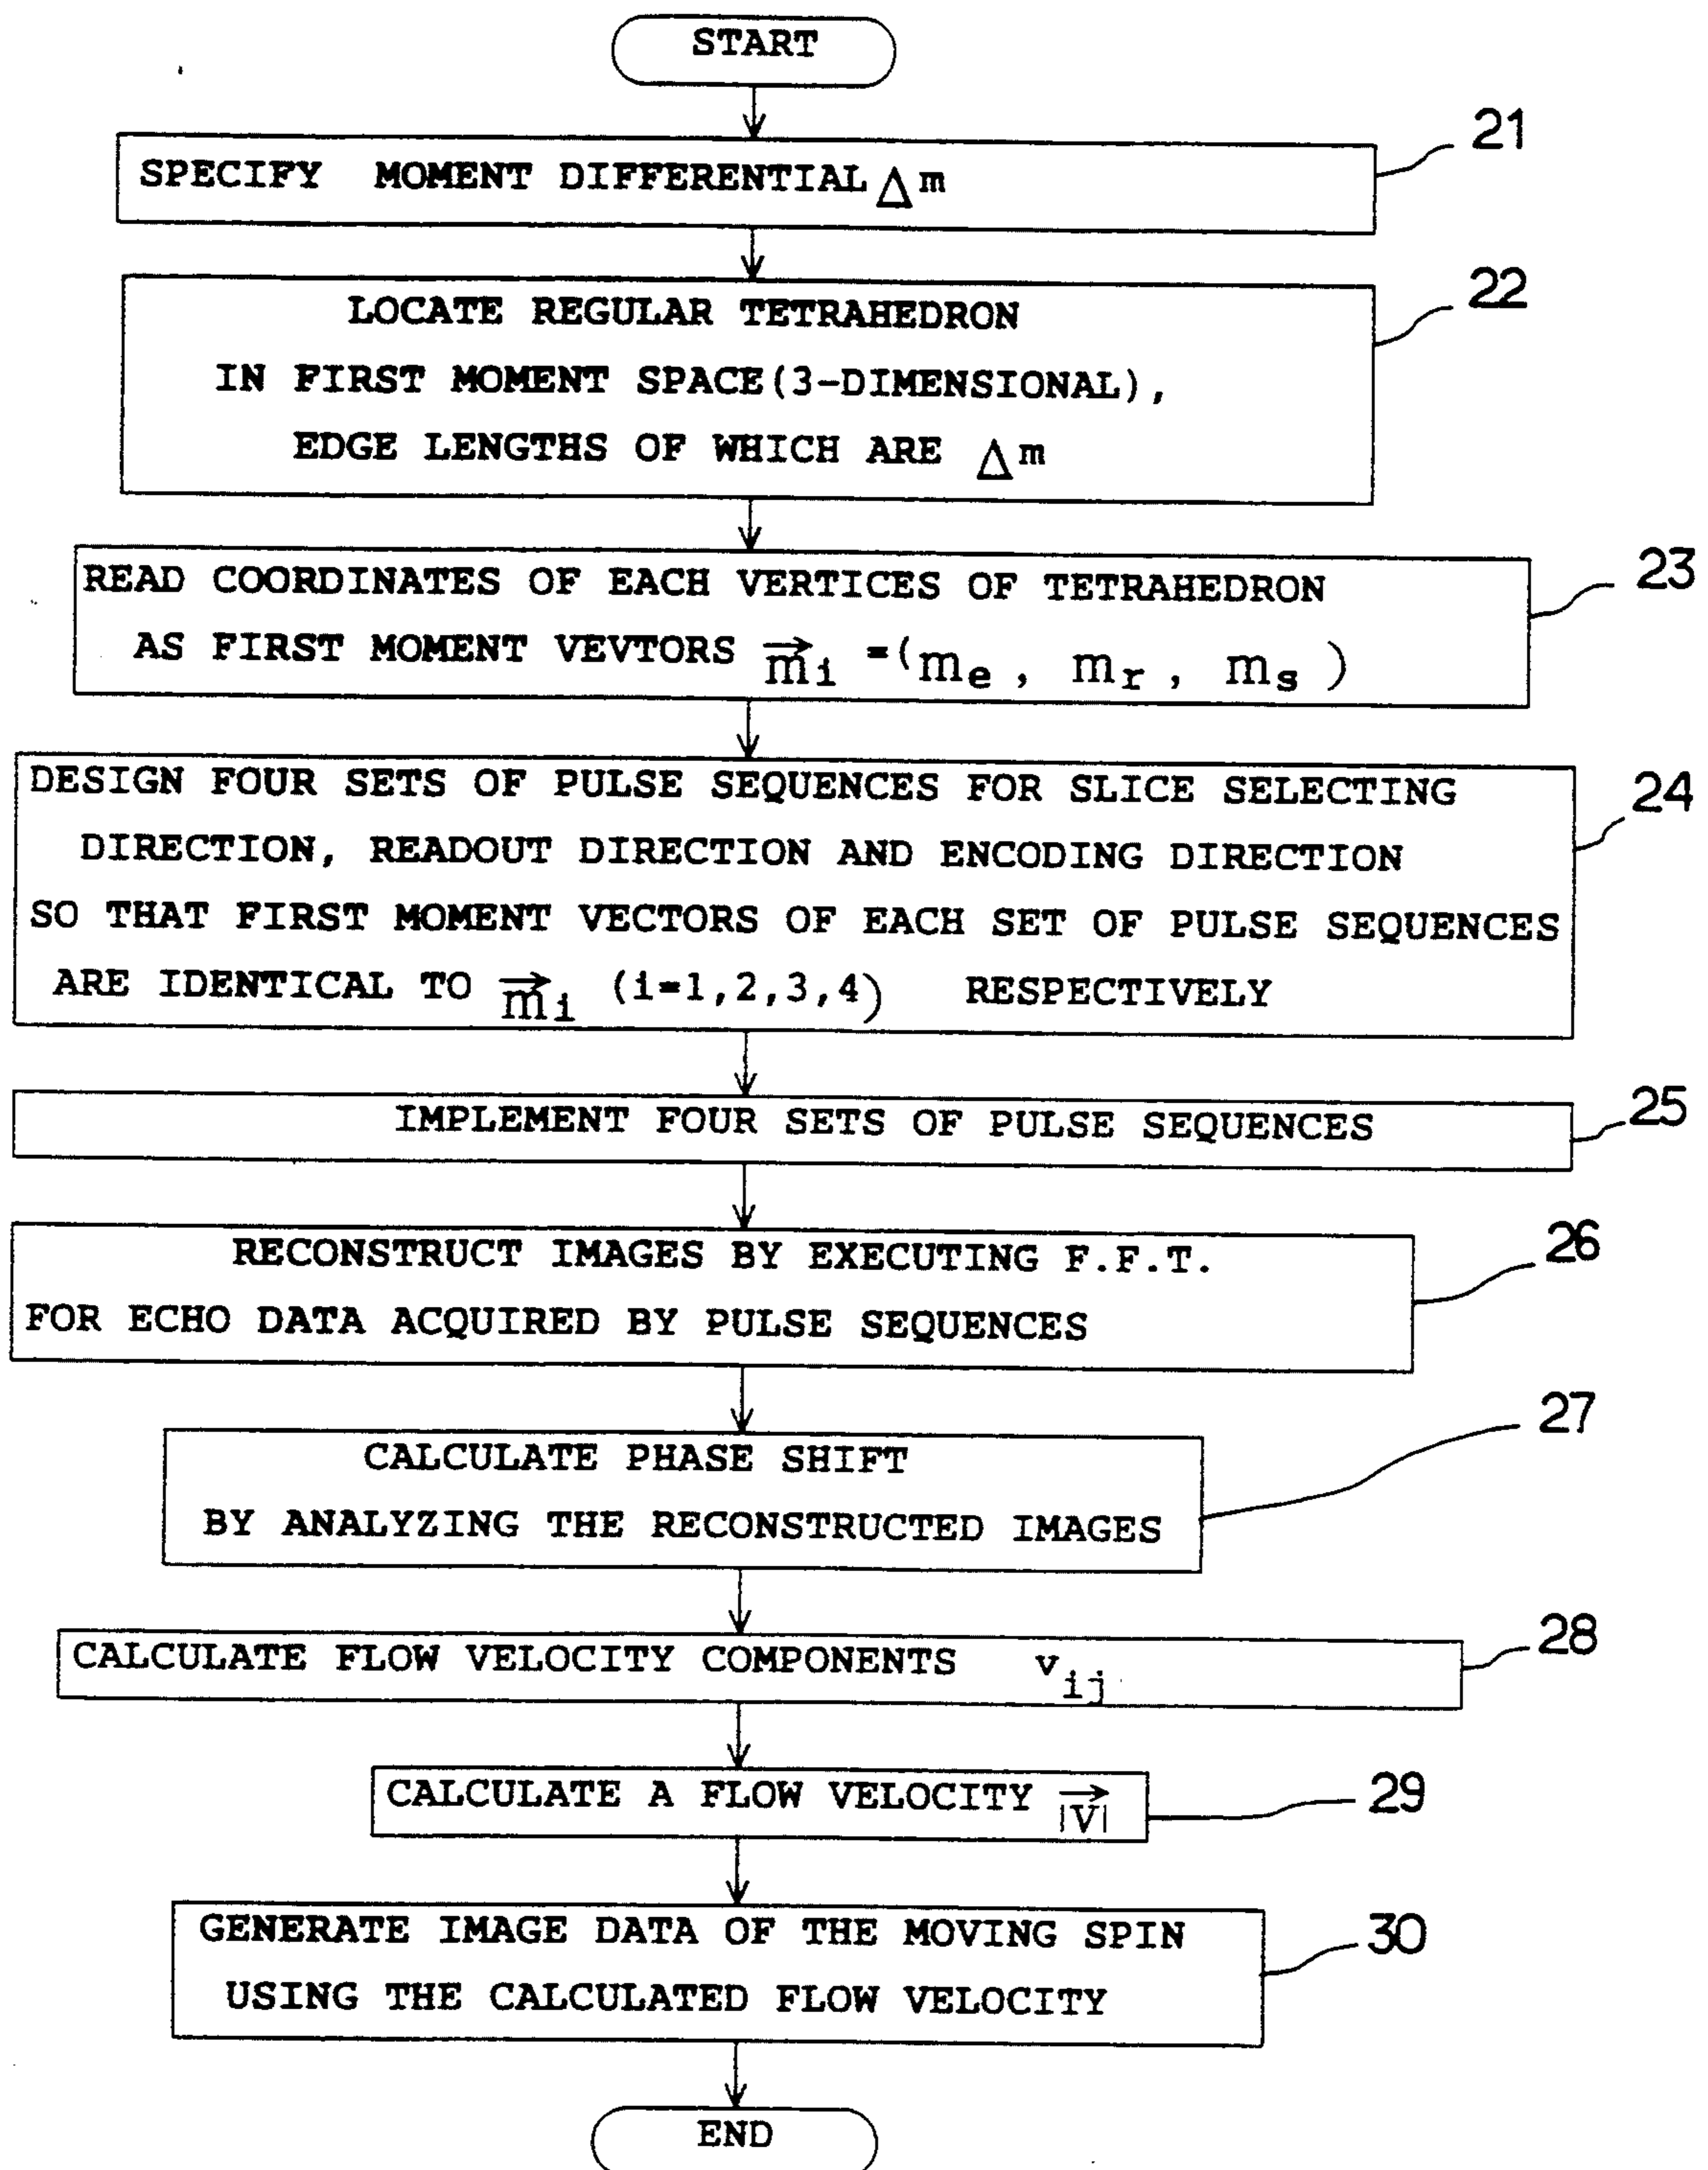 START
21
SPECIFY MOMENT DIFFERENTIAL Δm
22
LOCATE REGULAR TETRAHEDRON
IN FIRST MOMENT SPACE(3-DIMENSIONAL),
EDGE LENGTHS OF WHICH ARE Δm
23
READ COORDINATES OF EACH VERTICES OF TETRAHEDRON
AS FIRST MOMENT VEVTORS m⃗i =(me, mr, ms)
24
DESIGN FOUR SETS OF PULSE SEQUENCES FOR SLICE SELECTING
DIRECTION, READOUT DIRECTION AND ENCODING DIRECTION
SO THAT FIRST MOMENT VECTORS OF EACH SET OF PULSE SEQUENCES
ARE IDENTICAL TO m⃗i (i=1,2,3,4) RESPECTIVELY
25
IMPLEMENT FOUR SETS OF PULSE SEQUENCES
26
RECONSTRUCT IMAGES BY EXECUTING F.F.T.
FOR ECHO DATA ACQUIRED BY PULSE SEQUENCES
27
CALCULATE PHASE SHIFT
BY ANALYZING THE RECONSTRUCTED IMAGES
28
CALCULATE FLOW VELOCITY COMPONENTS vij
29
CALCULATE A FLOW VELOCITY |V⃗|
30
GENERATE IMAGE DATA OF THE MOVING SPIN
USING THE CALCULATED FLOW VELOCITY
END